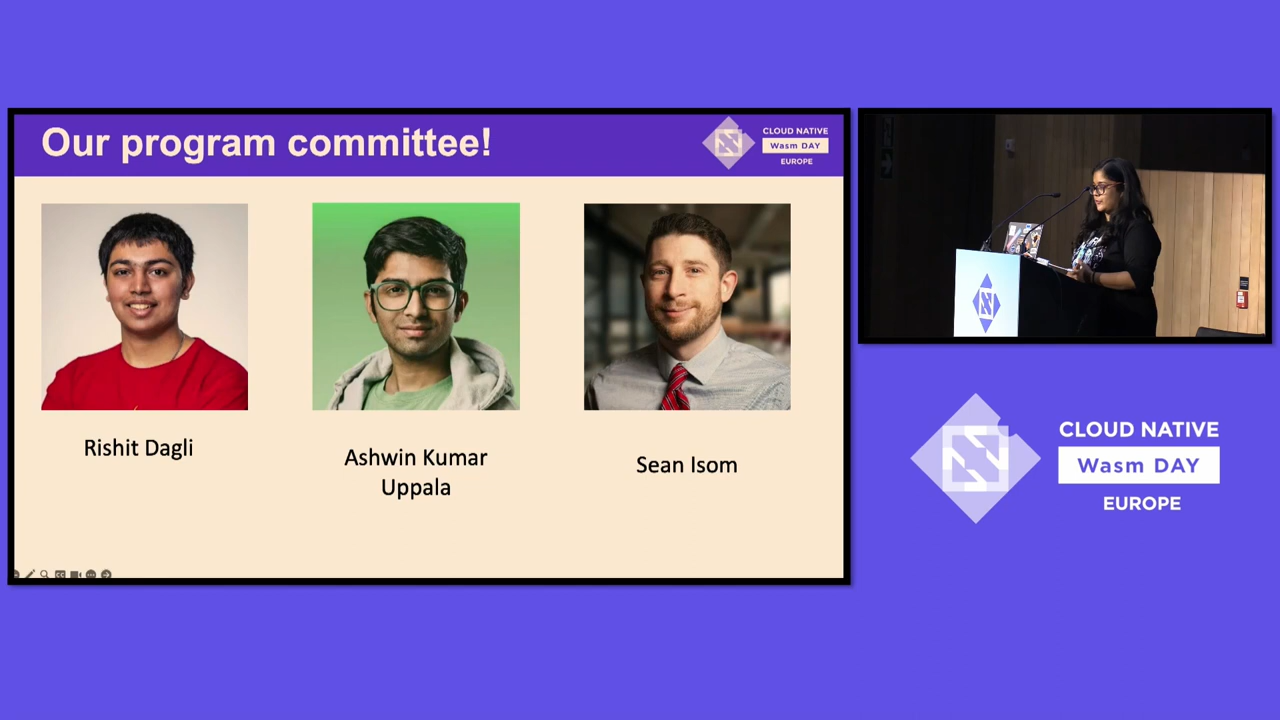 Our program committee!
CLOUD NATIVE
Wasm DAY
EUROPE
Rishit Dagli
Ashwin Kumar
Uppala
Sean Isom
CLOUD NATIVE
Wasm DAY
EUROPE